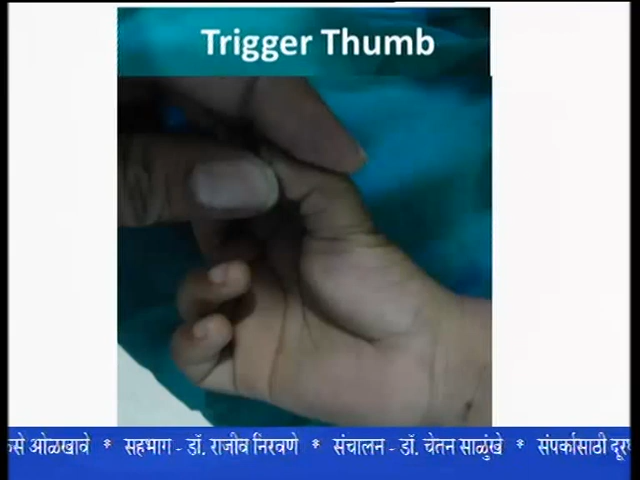 Trigger Thumb
से ओळखावे * सहभाग - डॉ. राजीव निरवणे * संचालन - डॉ. चेतन साळुंखे * संपर्कासाठी